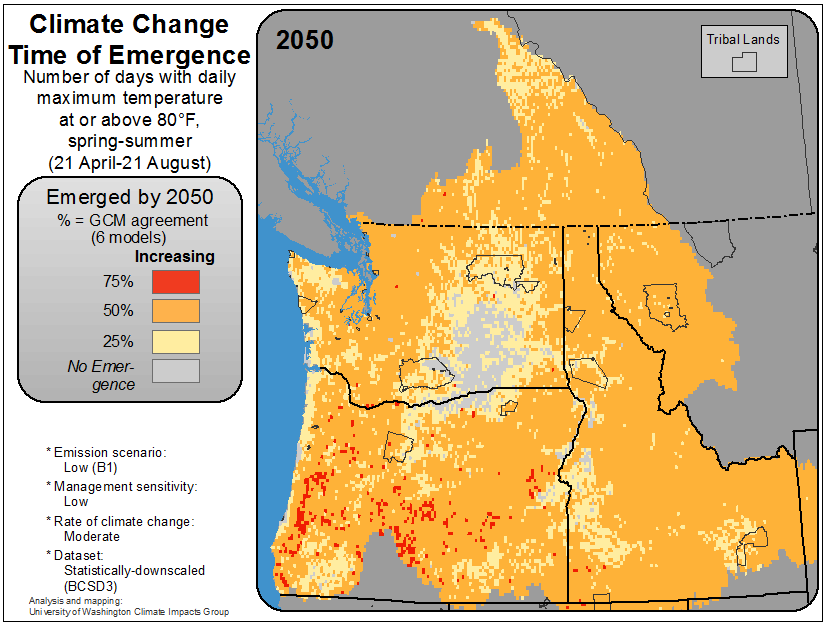 Climate Change
Time of Emergence
Number of days with daily
maximum temperature
at or above 80°F,
spring-summer
(21 April-21 August)
Emerged by 2050
% = GCM agreement
(6 models)
Increasing
75%
50%
25%
No Emer-
gence
* Emission scenario:
Low (B1)
* Management sensitivity:
Low
* Rate of climate change:
Moderate
* Dataset:
Statistically-downscaled
(BCSD3)
Analysis and mapping:
University of Washington Climate Impacts Group
2050
Tribal Lands